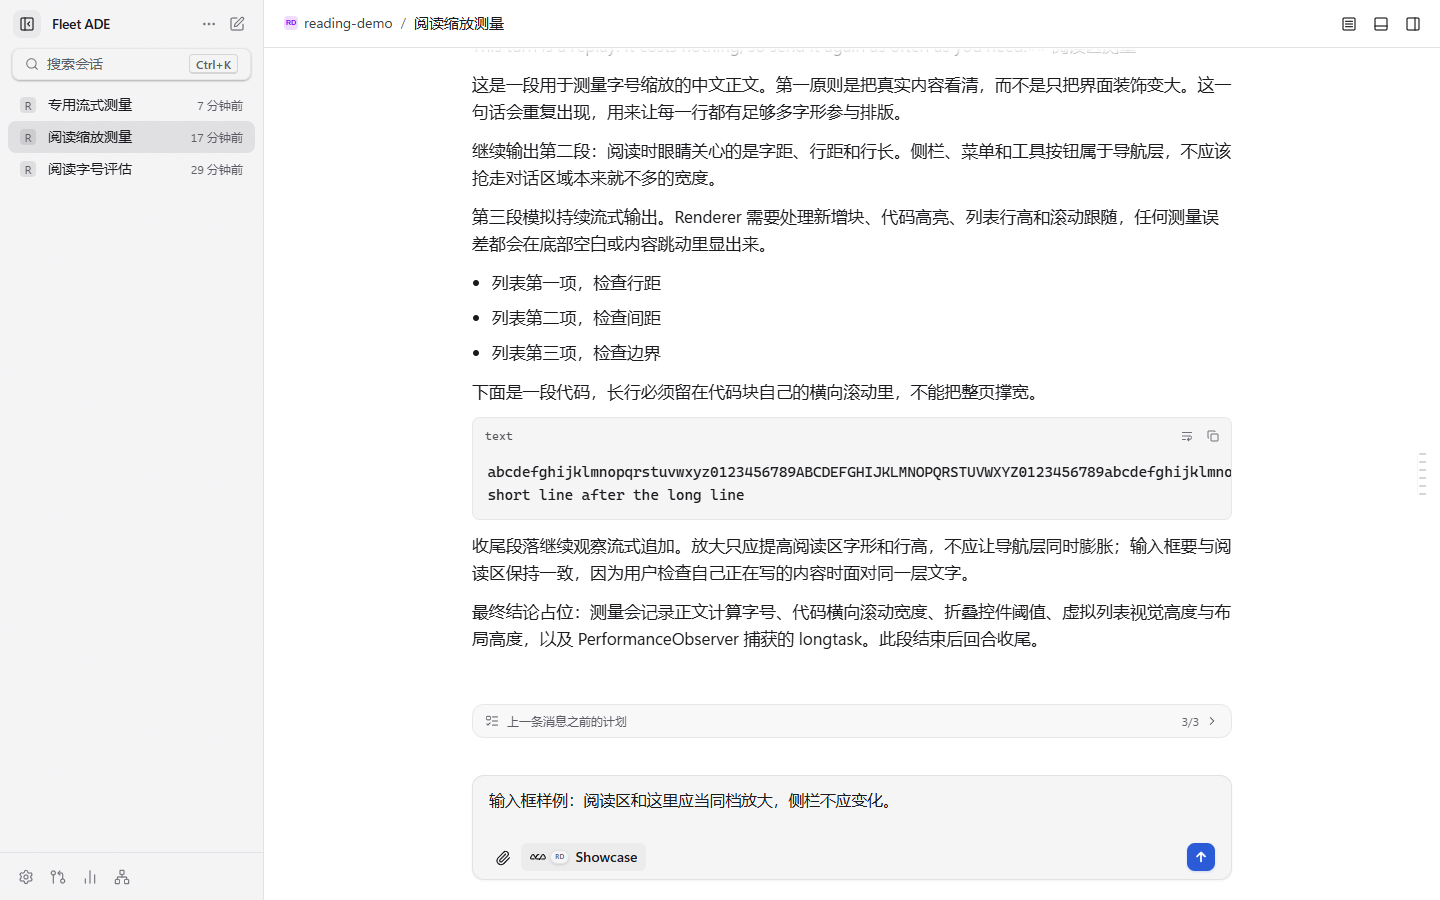 Fleet ADE
搜索会话 Ctrl+K
R 专用流式测量 7 分钟前
R 阅读缩放测量 17 分钟前
R 阅读字号评估 29 分钟前
RD reading-demo / 阅读缩放测量
This turn is a replay. It costs nothing, so send it again as often as you need.
这是一段用于测量字号缩放的中文正文。第一原则是把真实内容看清，而不是只把界面装饰变大。这一
句话会重复出现，用来让每一行都有足够多字形参与排版。
继续输出第二段：阅读时眼睛关心的是字距、行距和行长。侧栏、菜单和工具按钮属于导航层，不应该
抢走对话区域本来就不多的宽度。
第三段模拟持续流式输出。Renderer 需要处理新增块、代码高亮、列表行高和滚动跟随，任何测量误
差都会在底部空白或内容跳动里显出来。
• 列表第一项，检查行距
• 列表第二项，检查间距
• 列表第三项，检查边界
下面是一段代码，长行必须留在代码块自己的横向滚动里，不能把整页撑宽。
text
abcdefghijklmnopqrstuvwxyz0123456789ABCDEFGHIJKLMNOPQRSTUVWXYZ0123456789abcdefghijklmno
short line after the long line
收尾段落继续观察流式追加。放大只应提高阅读区字形和行高，不应让导航层同时膨胀；输入框要与阅
读区保持一致，因为用户检查自己正在写的内容时面对同一层文字。
最终结论占位：测量会记录正文计算字号、代码横向滚动宽度、折叠控件阈值、虚拟列表视觉高度与布
局高度，以及 PerformanceObserver 捕获的 longtask。此段结束后回合收尾。
上一条消息之前的计划 3/3
输入框样例：阅读区和这里应当同档放大，侧栏不应变化。
RD Showcase